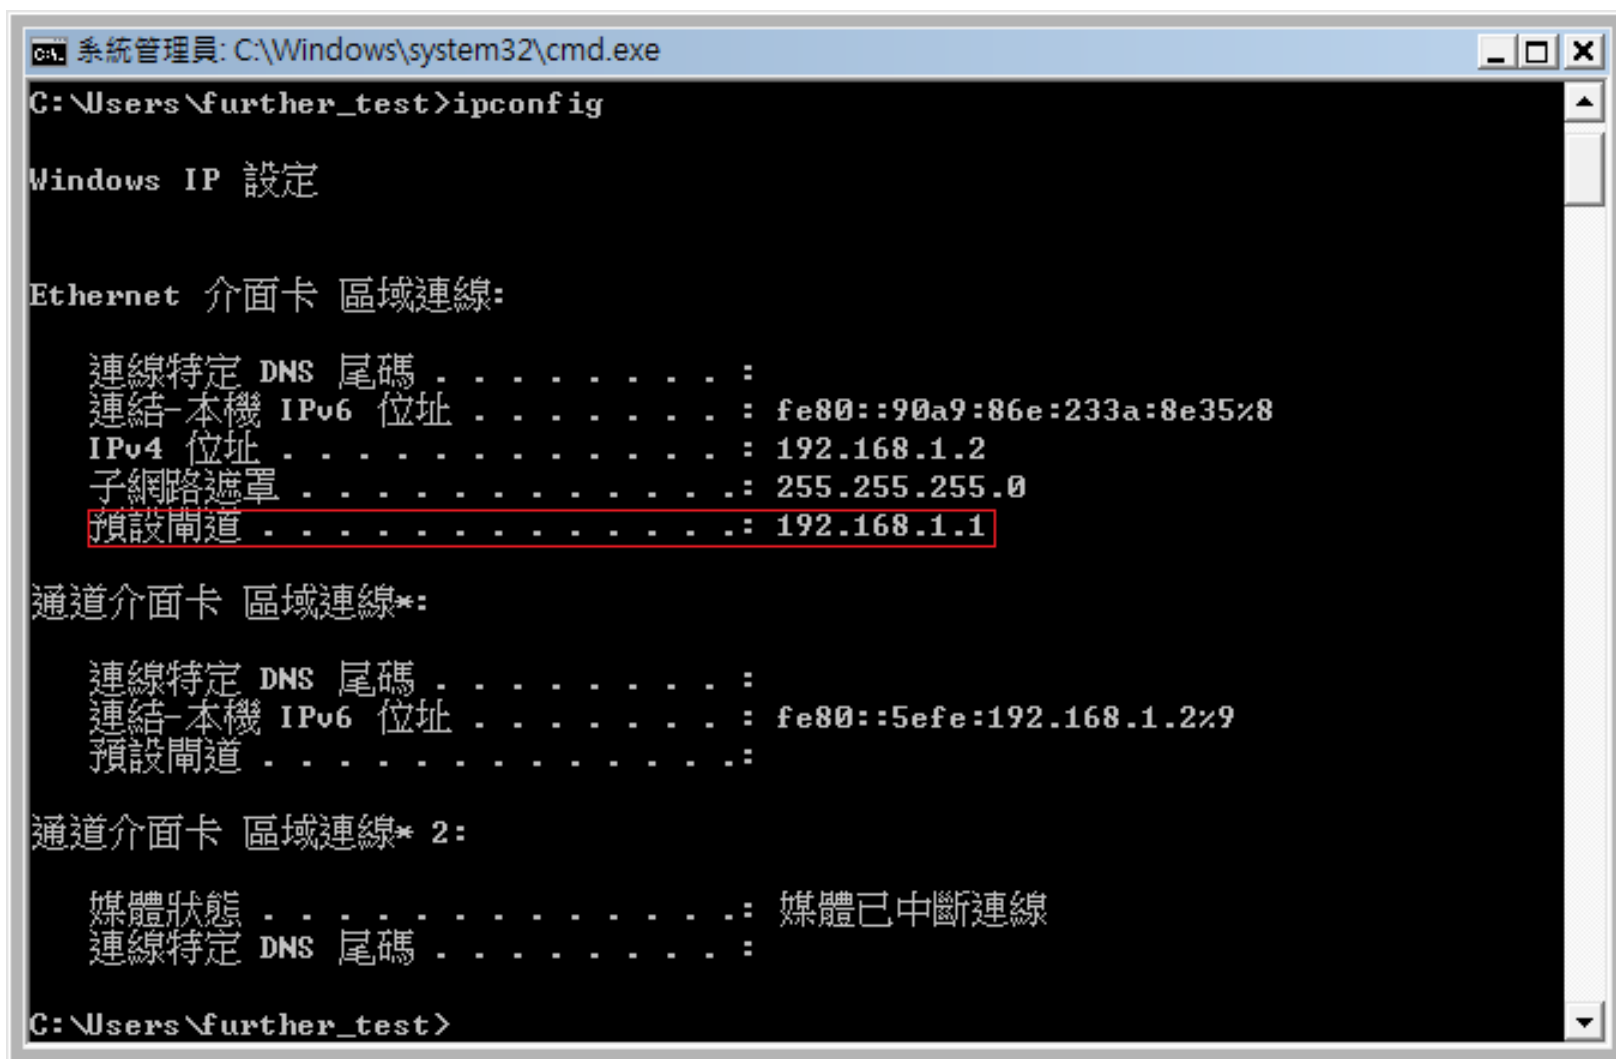 系統管理員: C:\Windows\system32\cmd.exe
C:\Users\further_test>ipconfig
Windows IP 設定
Ethernet 介面卡 區域連線:
連線特定 DNS 尾碼 . . . . . . . . :
連結-本機 IPv6 位址 . . . . . . . : fe80::90a9:86e:233a:8e35%8
IPv4 位址 . . . . . . . . . . . . : 192.168.1.2
子網路遮罩 . . . . . . . . . . . .: 255.255.255.0
預設閘道 . . . . . . . . . . . . .: 192.168.1.1
通道介面卡 區域連線*:
連線特定 DNS 尾碼 . . . . . . . . :
連結-本機 IPv6 位址 . . . . . . . : fe80::5efe:192.168.1.2%9
預設閘道 . . . . . . . . . . . . .:
通道介面卡 區域連線* 2:
媒體狀態 . . . . . . . . . . . . .: 媒體已中斷連線
連線特定 DNS 尾碼 . . . . . . . . :
C:\Users\further_test>